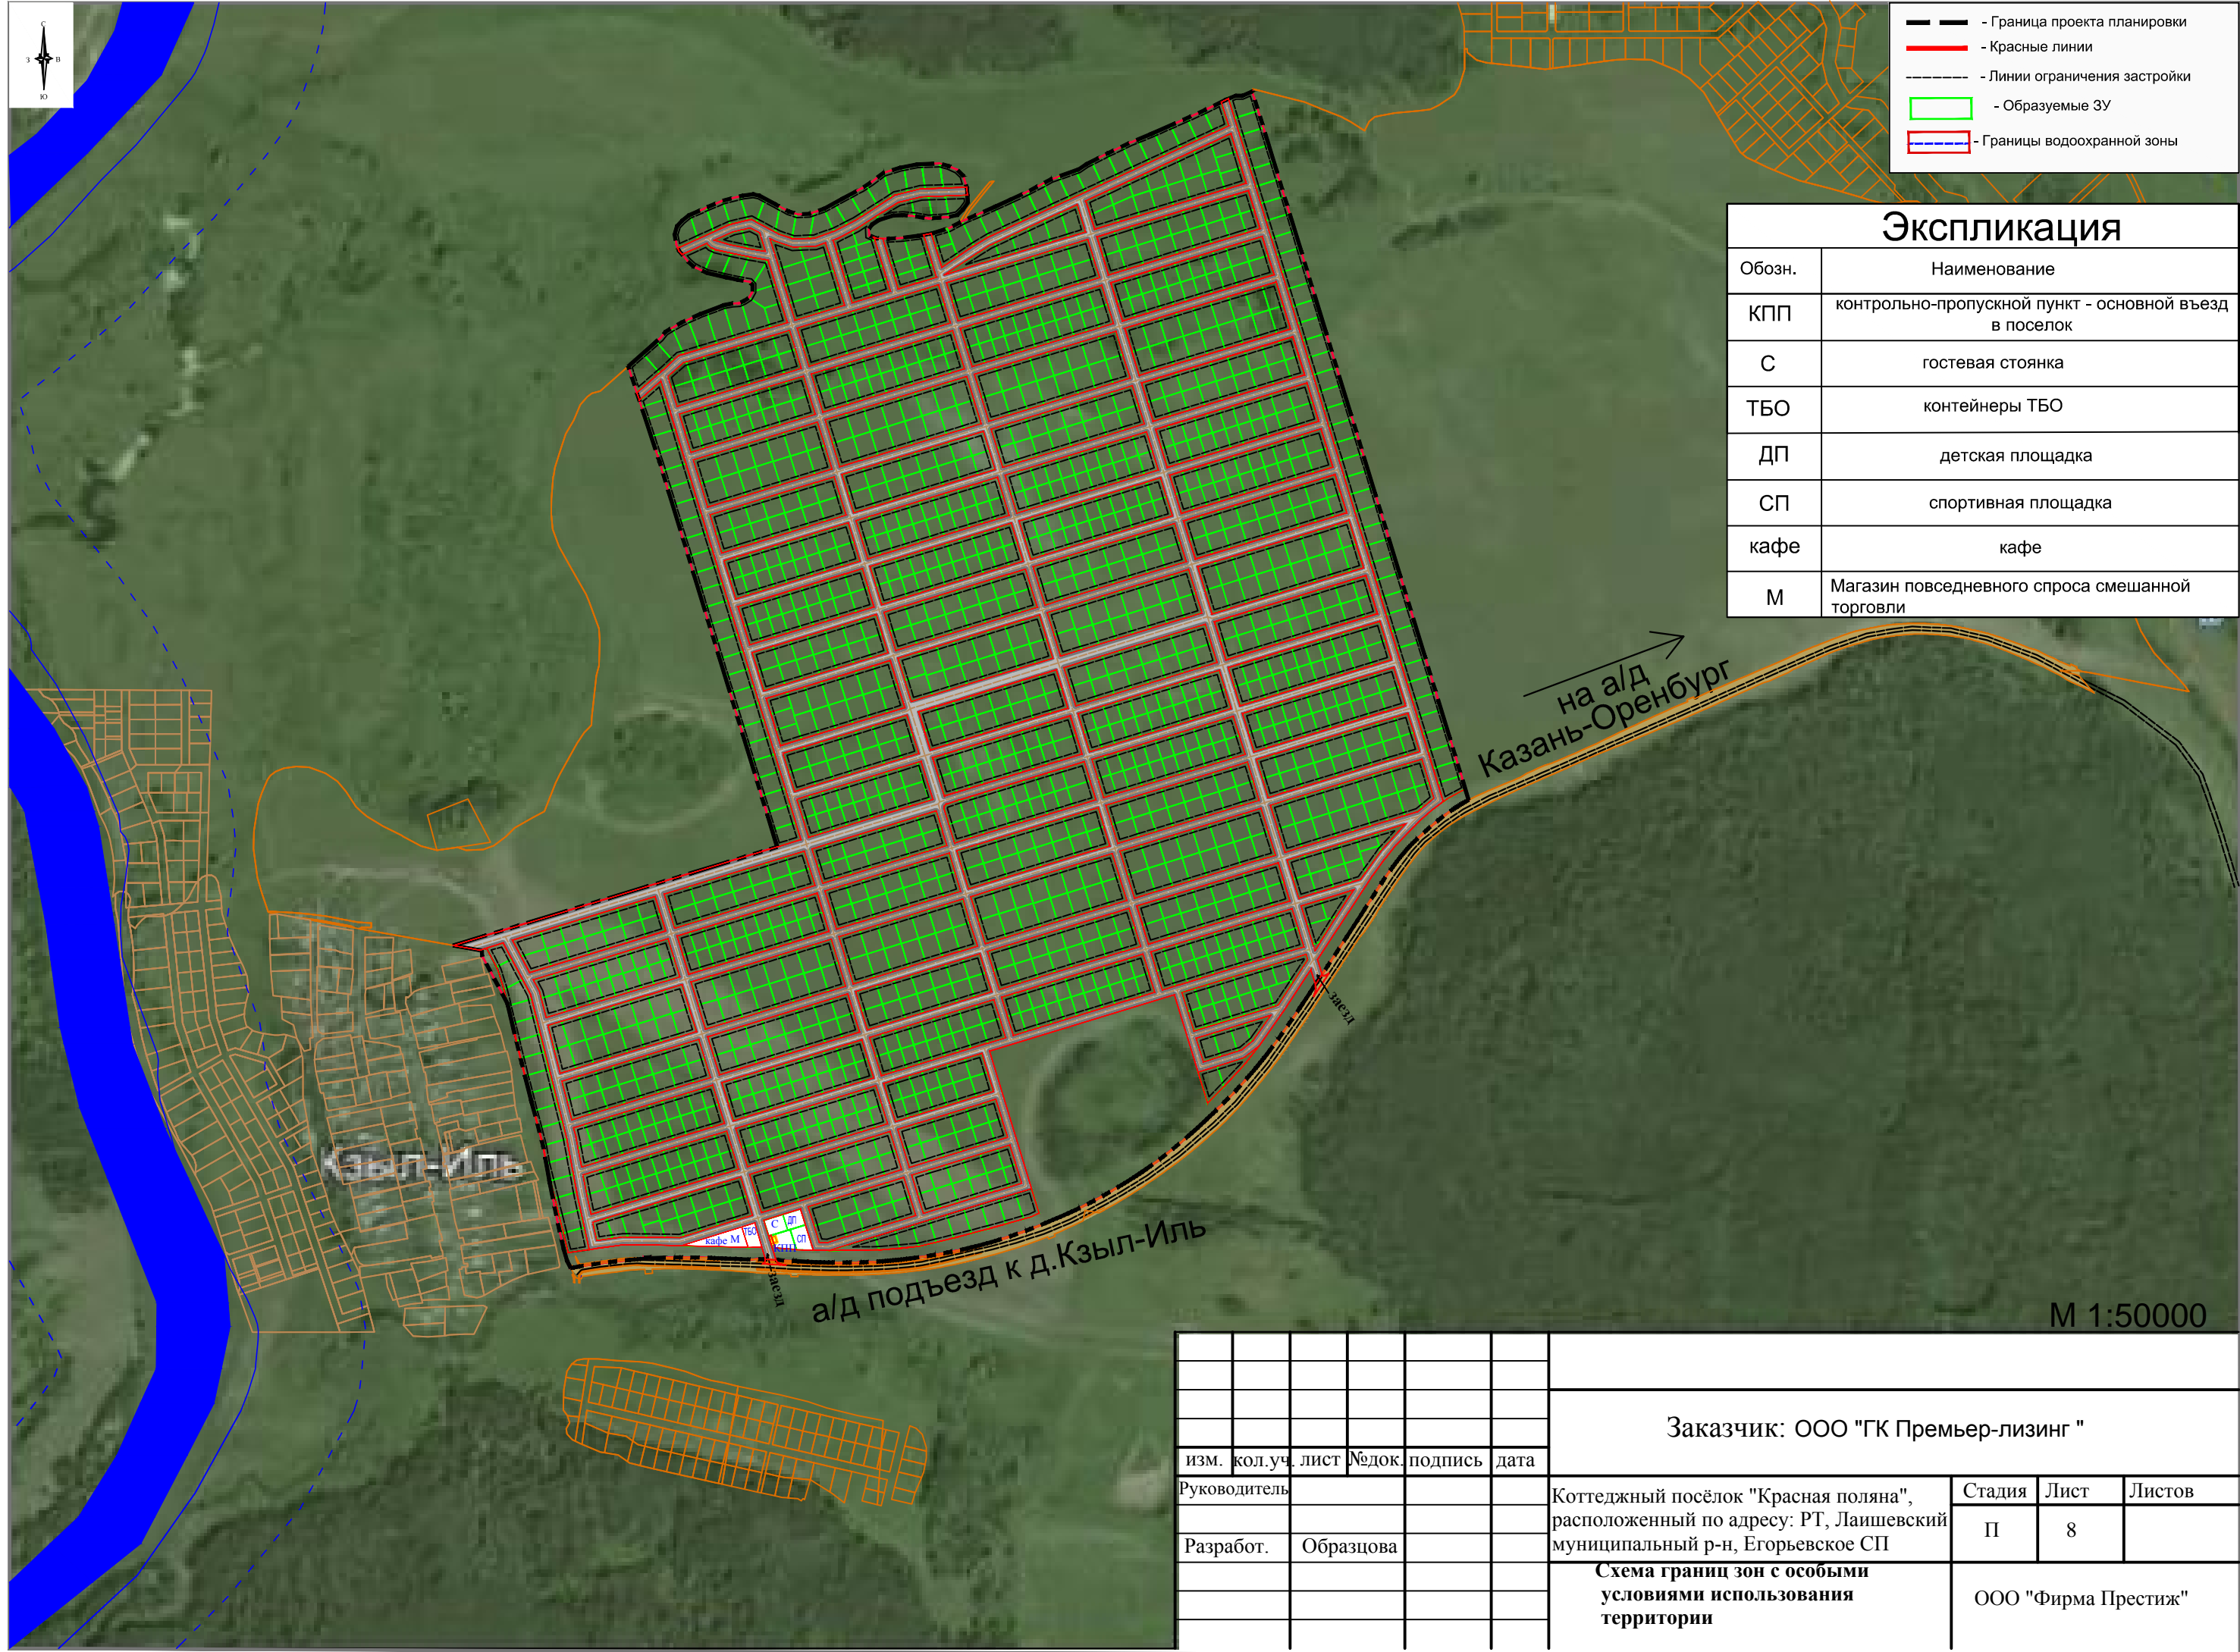 С
З
В
Ю
- Граница проекта планировки
- Красные линии
- Линии ограничения застройки
- Образуемые ЗУ
- Границы водоохранной зоны
Экспликация
Обозн.
Наименование
КПП
контрольно-пропускной пункт - основной въезд
в поселок
С
гостевая стоянка
ТБО
контейнеры ТБО
ДП
детская площадка
СП
спортивная площадка
кафе
кафе
М
Магазин повседневного спроса смешанной
торговли
на а/д
Казань-Оренбург
заезд
Кзыл-Иль
С
ДП
ТБО
СП
кафе М
КПП
заезд
а/д подъезд к д.Кзыл-Иль
М 1:50000
Заказчик: ООО "ГК Премьер-лизинг "
изм.
кол.уч.
лист
№док.
подпись
дата
Руководитель
Разработ.
Образцова
Коттеджный посёлок "Красная поляна",
расположенный по адресу: РТ, Лаишевский
муниципальный р-н, Егорьевское СП
Стадия
Лист
Листов
П
8
Схема границ зон с особыми
условиями использования
территории
ООО "Фирма Престиж"